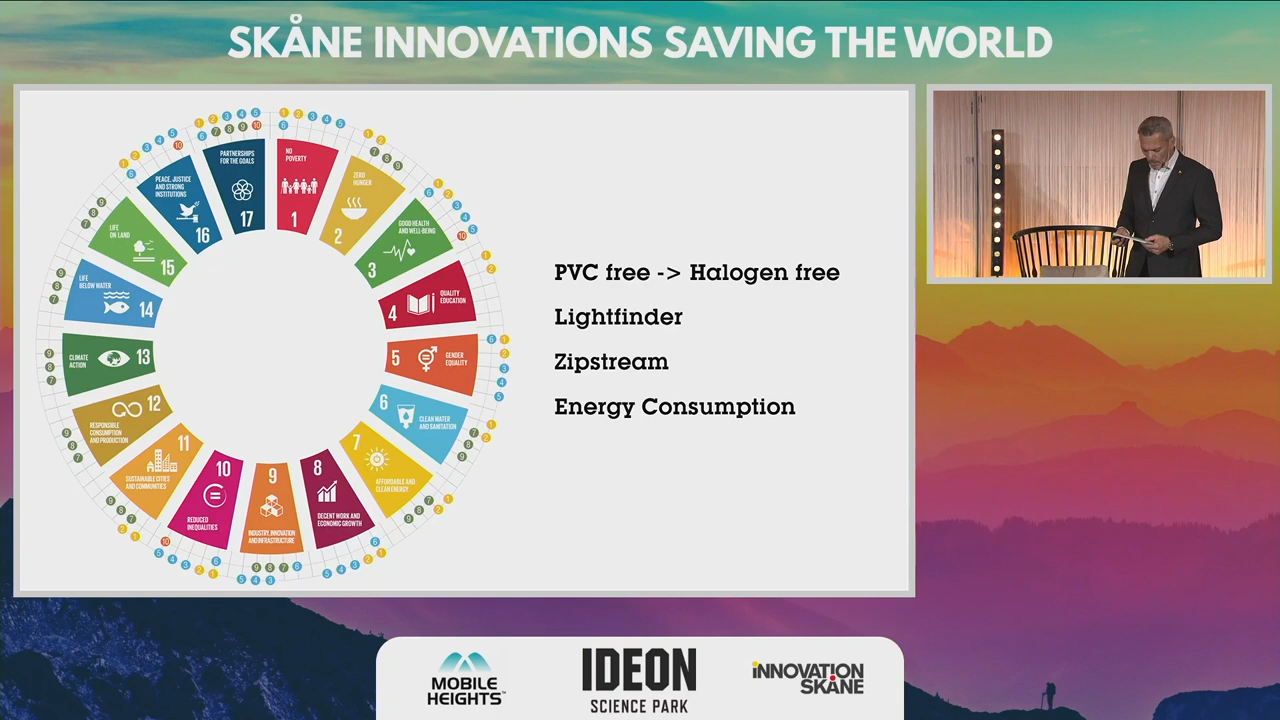 SKÅNE INNOVATIONS SAVING THE WORLD
NO
POVERTY
1
ZERO
HUNGER
2
GOOD HEALTH
AND WELL-BEING
3
QUALITY
EDUCATION
4
GENDER
EQUALITY
5
CLEAN WATER
AND SANITATION
6
AFFORDABLE AND
CLEAN ENERGY
7
DECENT WORK AND
ECONOMIC GROWTH
8
INDUSTRY, INNOVATION
AND INFRASTRUCTURE
9
REDUCED
INEQUALITIES
10
SUSTAINABLE CITIES
AND COMMUNITIES
11
RESPONSIBLE
CONSUMPTION
AND PRODUCTION
12
CLIMATE
ACTION
13
LIFE
BELOW WATER
14
LIFE
ON LAND
15
PEACE, JUSTICE
AND STRONG
INSTITUTIONS
16
PARTNERSHIPS
FOR THE GOALS
17
PVC free -> Halogen free
Lightfinder
Zipstream
Energy Consumption
MOBILE
HEIGHTS™
IDEON
SCIENCE PARK
INNOVATION
SKÅNE